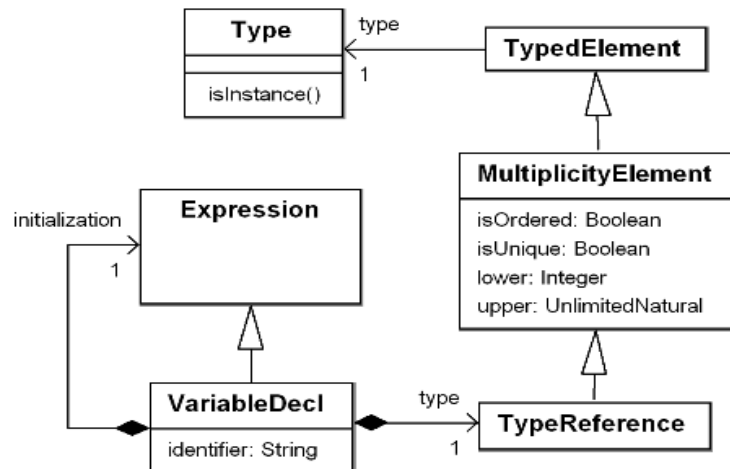 Type
type
TypedElement
1
isInstance()
MultiplicityElement
isOrdered: Boolean
isUnique: Boolean
lower: Integer
upper: UnlimitedNatural
Expression
initialization
1
VariableDecl
identifier: String
type
1
TypeReference